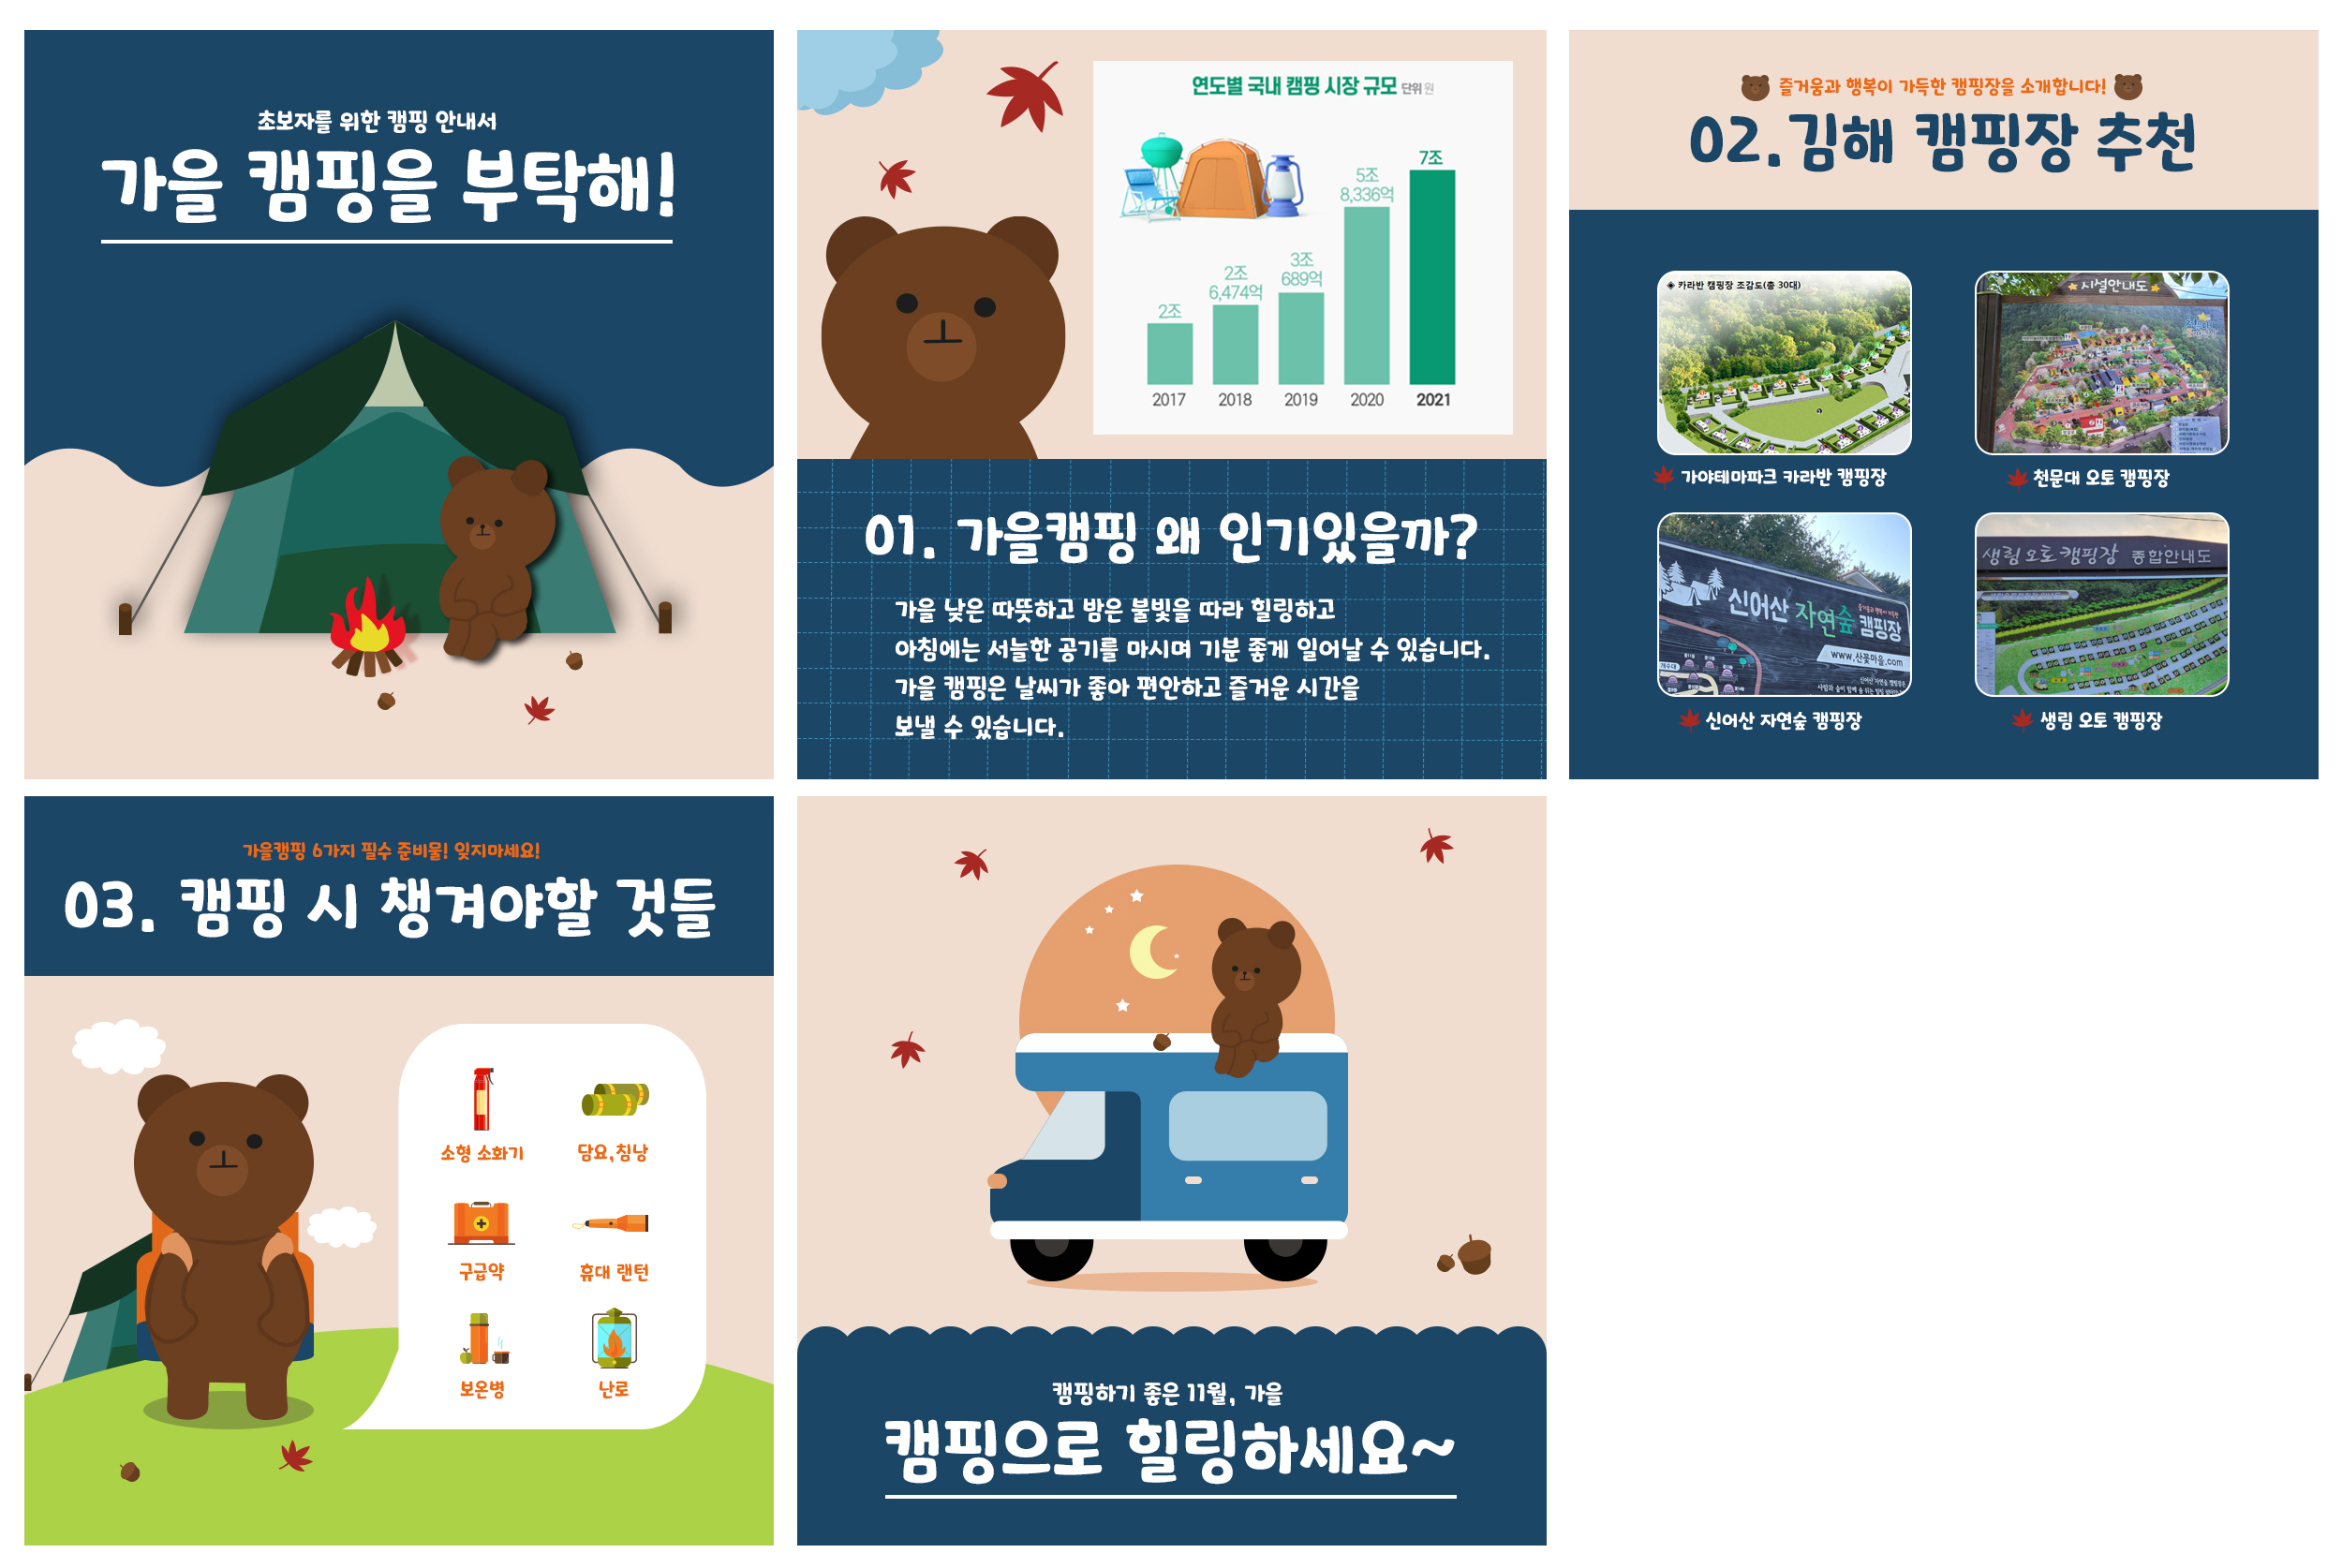 초보자를 위한 캠핑 안내서
가을 캠핑을 부탁해!
연도별 국내 캠핑 시장 규모 단위 원
2조
2조
6,474억
3조
689억
5조
8,336억
7조
2017 2018 2019 2020 2021
01. 가을캠핑 왜 인기있을까?
가을 낮은 따뜻하고 밤은 불빛을 따라 힐링하고
아침에는 서늘한 공기를 마시며 기분 좋게 일어날 수 있습니다.
가을 캠핑은 날씨가 좋아 편안하고 즐거운 시간을
보낼 수 있습니다.
즐거움과 행복이 가득한 캠핑장을 소개합니다!
02.김해 캠핑장 추천
◈ 카라반 캠핑장 조감도(총 30대)
시설안내도
가야테마파크 카라반 캠핑장
천문대 오토 캠핑장
신어산 자연숲 캠핑장
www.산꽃마을.com
생림오토캠핑장 종합안내도
신어산 자연숲 캠핑장
생림 오토 캠핑장
가을캠핑 6가지 필수 준비물! 잊지마세요!
03. 캠핑 시 챙겨야할 것들
소형 소화기
담요,침낭
구급약
휴대 랜턴
보온병
난로
캠핑하기 좋은 11월, 가을
캠핑으로 힐링하세요~